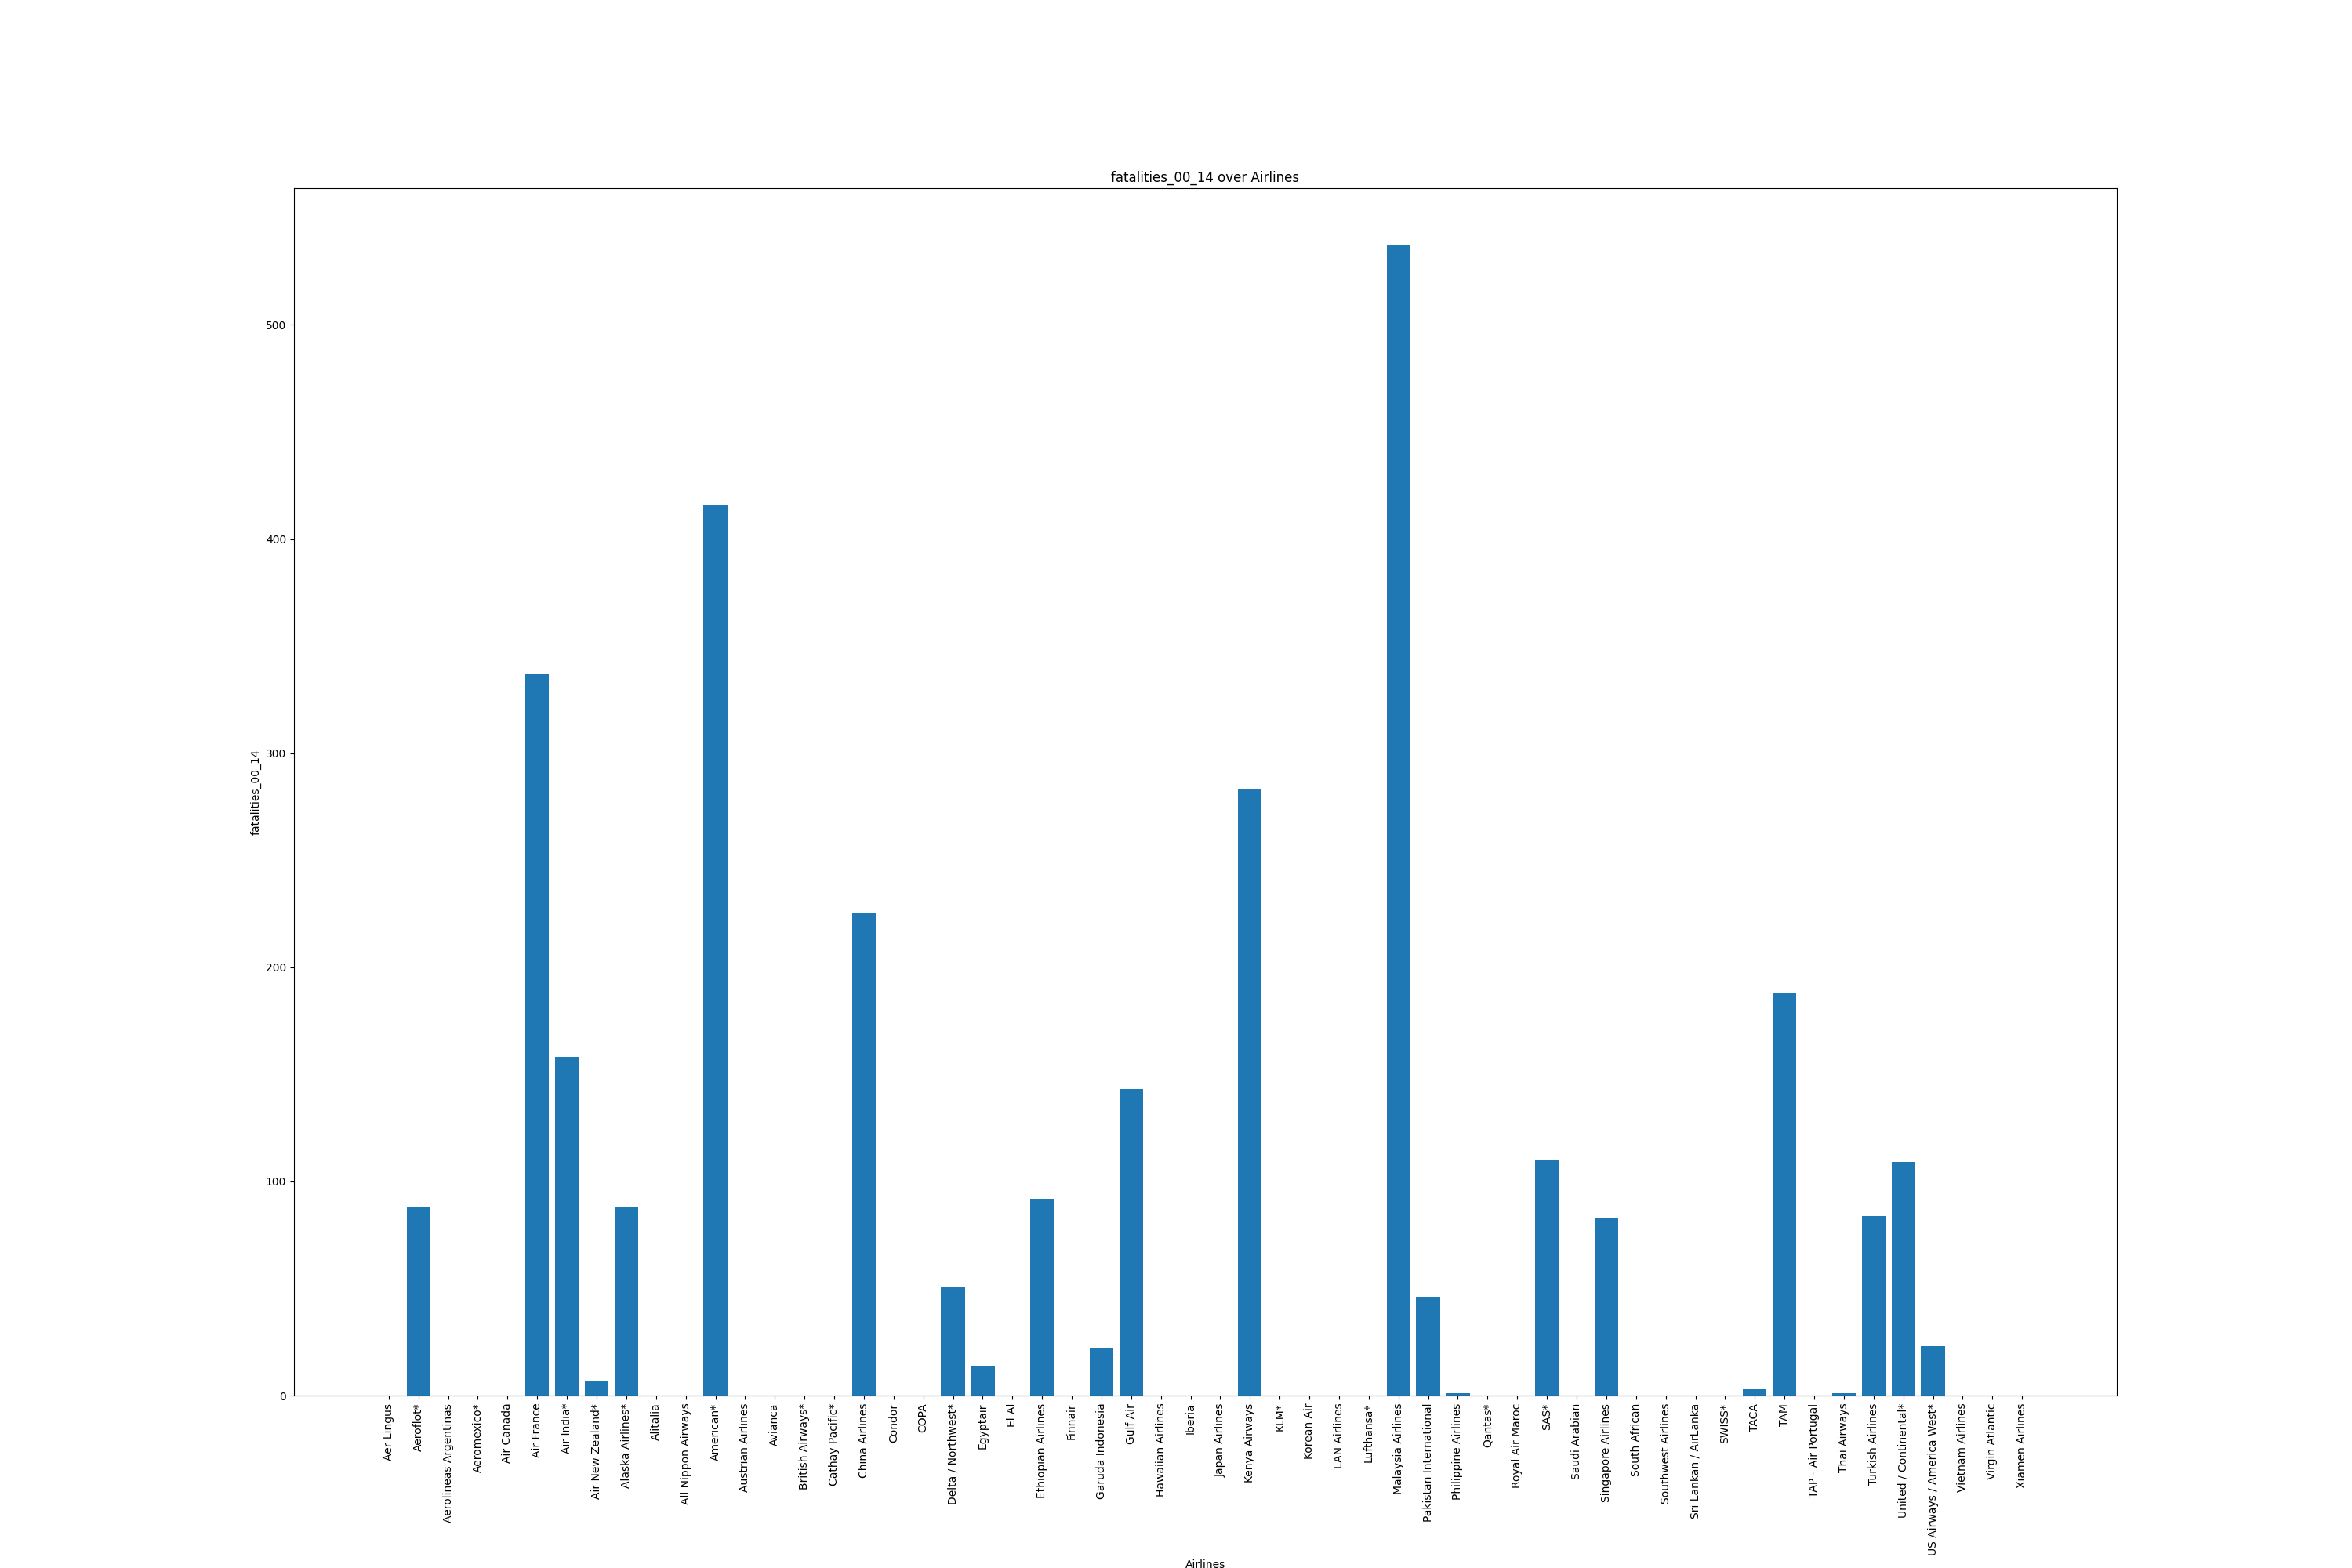 fatalities_00_14 over Airlines
fatalities_00_14
500
400
300
200
100
0
Aer Lingus
Aeroflot*
Aerolineas Argentinas
Aeromexico*
Air Canada
Air France
Air India*
Air New Zealand*
Alaska Airlines*
Alitalia
All Nippon Airways
American*
Austrian Airlines
Avianca
British Airways*
Cathay Pacific*
China Airlines
Condor
COPA
Delta / Northwest*
Egyptair
El Al
Ethiopian Airlines
Finnair
Garuda Indonesia
Gulf Air
Hawaiian Airlines
Iberia
Japan Airlines
Kenya Airways
KLM*
Korean Air
LAN Airlines
Lufthansa*
Malaysia Airlines
Pakistan International
Philippine Airlines
Qantas*
Royal Air Maroc
SAS*
Saudi Arabian
Singapore Airlines
South African
Southwest Airlines
Sri Lankan / AirLanka
SWISS*
TACA
TAM
TAP - Air Portugal
Thai Airways
Turkish Airlines
United / Continental*
US Airways / America West*
Vietnam Airlines
Virgin Atlantic
Xiamen Airlines
Airlines